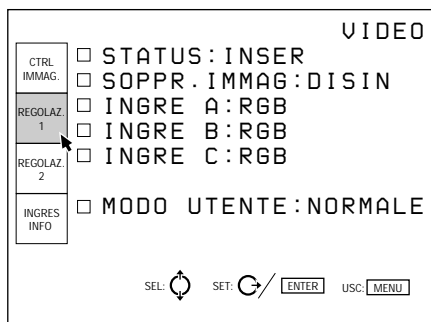 VIDEO
CTRL
IMMAG.
REGOLAZ.
1
REGOLAZ.
2
INGRES
INFO
STATUS:INSER
SOPPR.IMMAG:DISIN
INGRE A:RGB
INGRE B:RGB
INGRE C:RGB
MODO UTENTE:NORMALE
SEL: SET: / ENTER USC: MENU